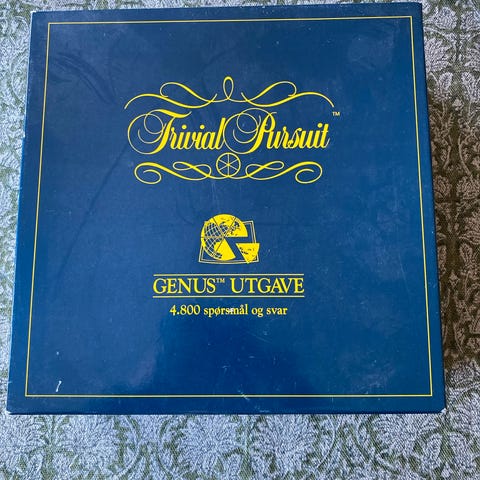 Trivial Pursuit™
GENUS™ UTGAVE
4.800 spørsmål og svar